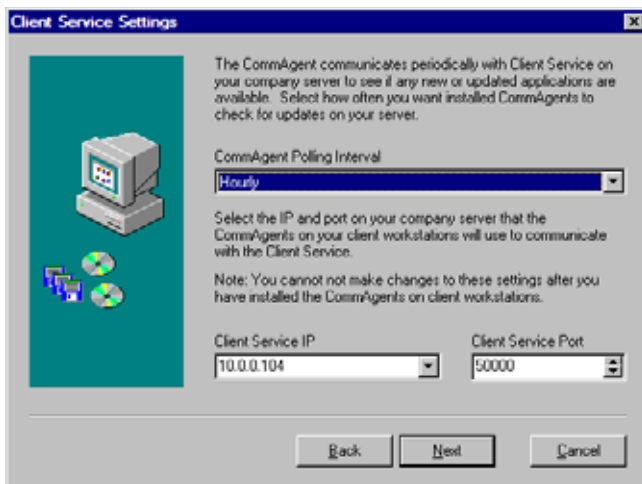 Client Service Settings
The CommAgent communicates periodically with Client Service on
your company server to see if any new or updated applications are
available. Select how often you want installed CommAgents to
check for updates on your server.
CommAgent Polling Interval
Hourly
Select the IP and port on your company server that the
CommAgents on your client workstations will use to communicate
with the Client Service.
Note: You cannot not make changes to these settings after you
have installed the CommAgents on client workstations.
Client Service IP
Client Service Port
10.0.0.104
50000
Back
Next
Cancel